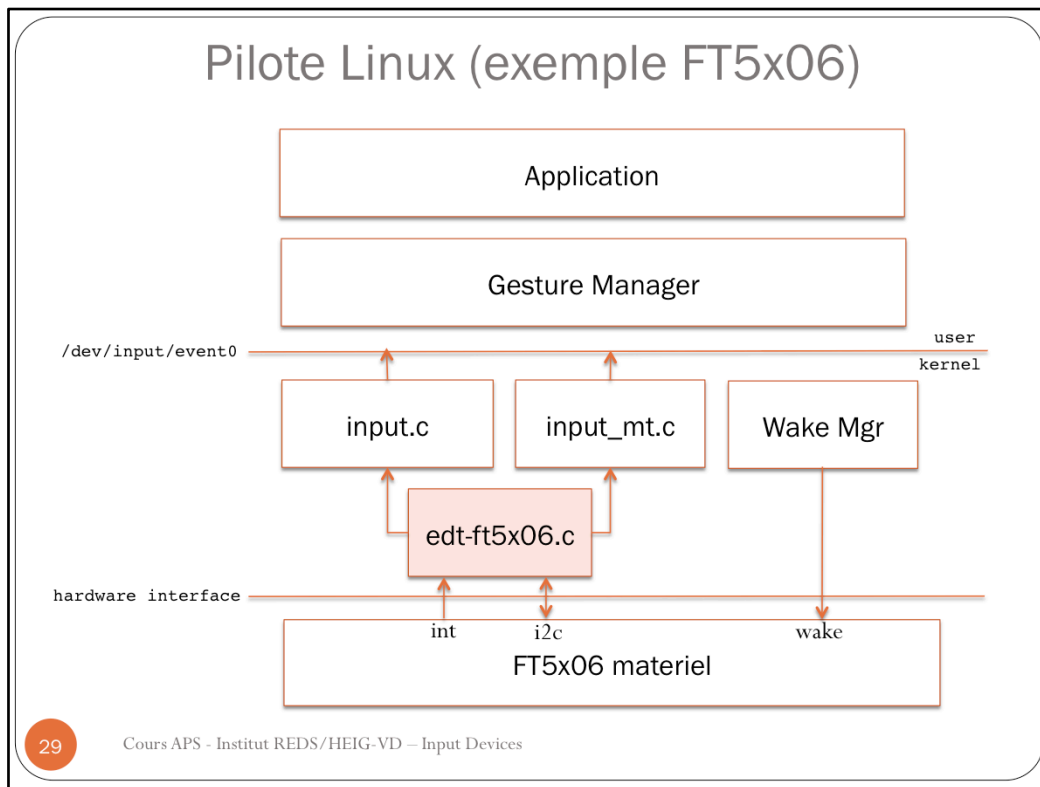 Pilote Linux (exemple FT5x06)
Application
Gesture Manager
/dev/input/event0
user
kernel
input.c
input_mt.c
Wake Mgr
edt-ft5x06.c
hardware interface
int
i2c
wake
FT5x06 materiel
29
Cours APS - Institut REDS/HEIG-VD – Input Devices